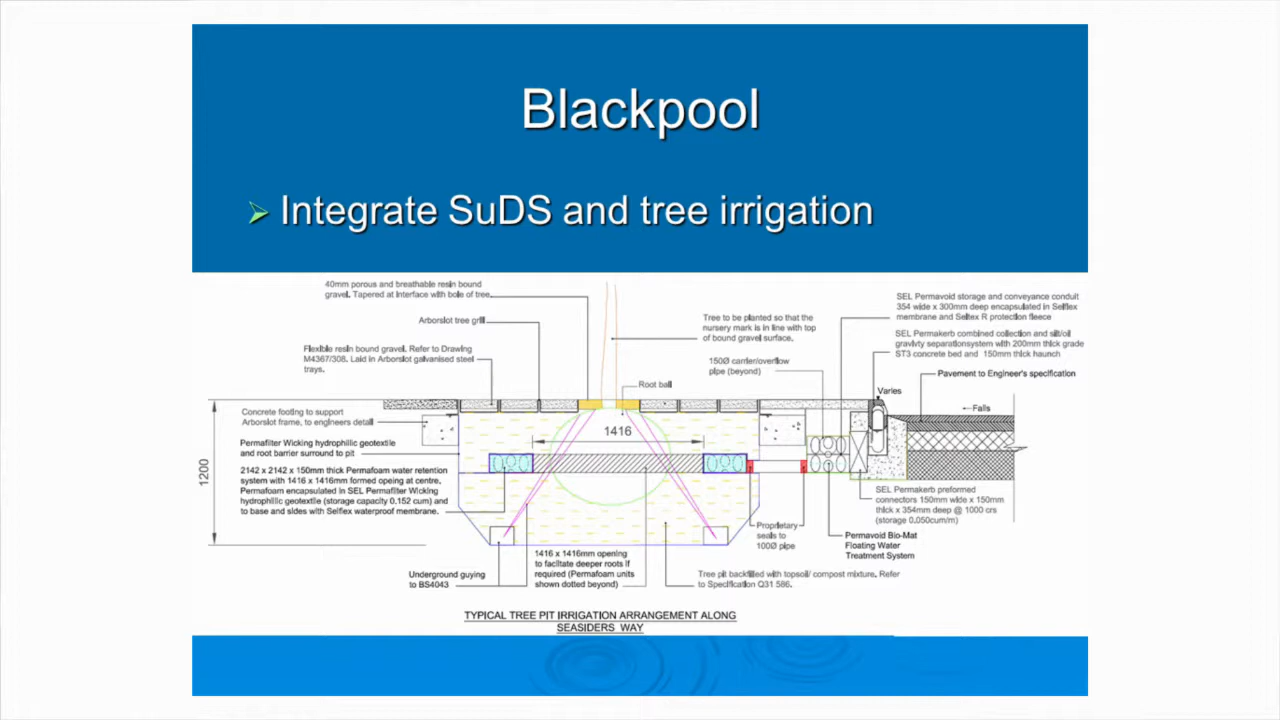 Blackpool
Integrate SuDS and tree irrigation
40mm porous and breathable resin bound
gravel. Tapered at interface with bole of tree.
Arborslot tree grill
Flexible resin bound gravel. Refer to Drawing
M4367/308. Laid in Arborslot galvanised steel
trays.
Tree to be planted so that the
nursery mark is in line with top
of bound gravel surface.
150Ø carrier/overflow
pipe (beyond)
Root ball
SEL Permavoid storage and conveyance conduit
354 wide x 300mm deep encapsulated in Selflex
membrane and Seltex R protection fleece
SEL Permakerb combined collection and silt/oil
gravity separationsystem with 200mm thick grade
ST3 concrete bed and 150mm thick haunch
Pavement to Engineer's specification
Varies
Falls
Concrete footing to support
Arborslot frame, to engineers detail
Permafilter Wicking hydrophilic geotextile
and root barrier surround to pit
2142 x 2142 x 150mm thick Permafoam water retention
system with 1416 x 1416mm formed opeing at centre.
Permafoam encapsulated in SEL Permafilter Wicking
hydrophilic geotextile (storage capacity 0.152 cum) and
to base and sides with Selflex waterproof membrane.
1200
1416
Underground guying
to BS4043
1416 x 1416mm opening
to facitate deeper roots if
required (Permafoam units
shown dotted beyond)
Proprietary
seals to
100Ø pipe
Tree pit backfilled with topsoil/ compost mixture. Refer
to Specification Q31 586.
SEL Permakerb preformed
connectors 150mm wide x 150mm
thick x 354mm deep @ 1000 crs
(storage 0.050cum/m)
Permavoid Bio-Mat
Floating Water
Treatment System
TYPICAL TREE PIT IRRIGATION ARRANGEMENT ALONG
SEASIDERS WAY